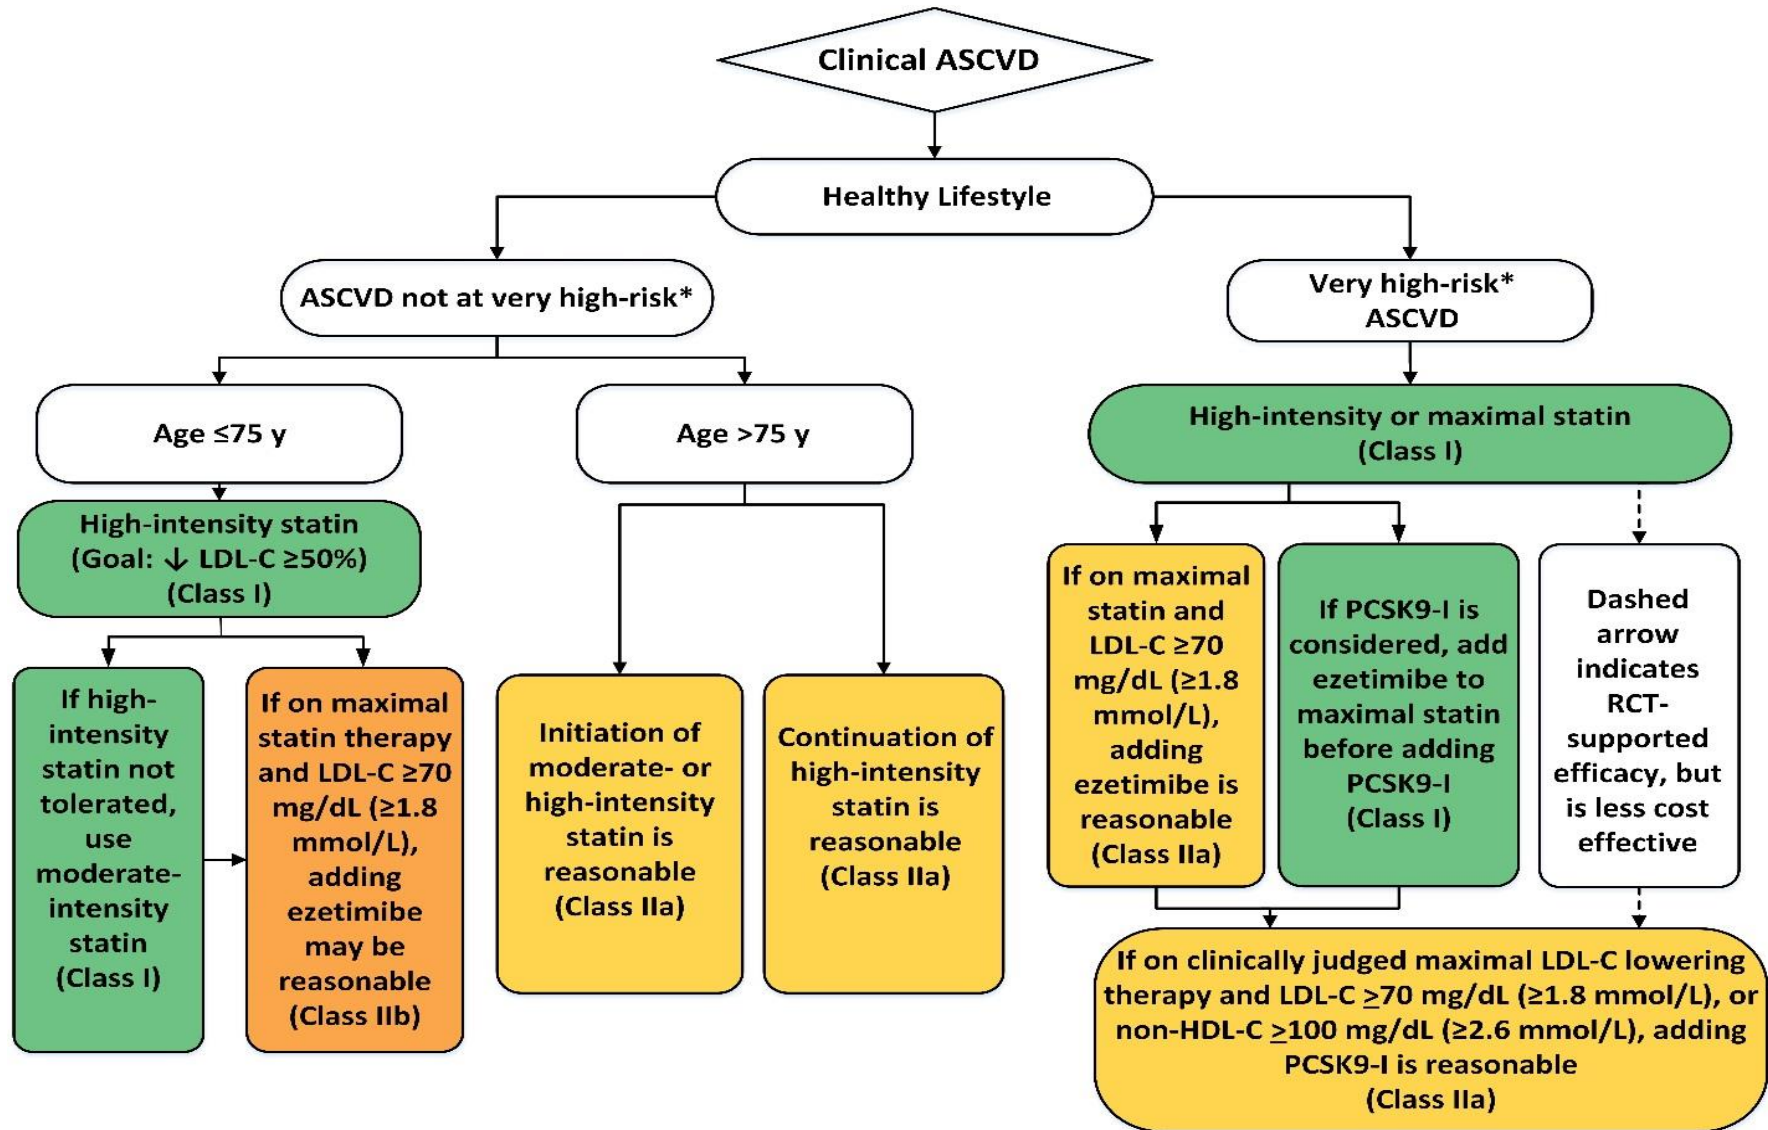 Clinical ASCVD
Healthy Lifestyle
ASCVD not at very high-risk*
Very high-risk*
ASCVD
Age ≤75 y
Age >75 y
High-intensity or maximal statin
(Class I)
High-intensity statin
(Goal: ↓ LDL-C ≥50%)
(Class I)
If high-
intensity
statin not
tolerated,
use
moderate-
intensity
statin
(Class I)
If on maximal
statin therapy
and LDL-C ≥70
mg/dL (≥1.8
mmol/L),
adding
ezetimibe
may be
reasonable
(Class IIb)
Initiation of
moderate- or
high-intensity
statin is
reasonable
(Class IIa)
Continuation of
high-intensity
statin is
reasonable
(Class IIa)
If on maximal
statin and
LDL-C ≥70
mg/dL (≥1.8
mmol/L),
adding
ezetimibe is
reasonable
(Class IIa)
If PCSK9-I is
considered, add
ezetimibe to
maximal statin
before adding
PCSK9-I
(Class I)
Dashed
arrow
indicates
RCT-
supported
efficacy, but
is less cost
effective
If on clinically judged maximal LDL-C lowering
therapy and LDL-C ≥70 mg/dL (≥1.8 mmol/L), or
non-HDL-C ≥100 mg/dL (≥2.6 mmol/L), adding
PCSK9-I is reasonable
(Class IIa)